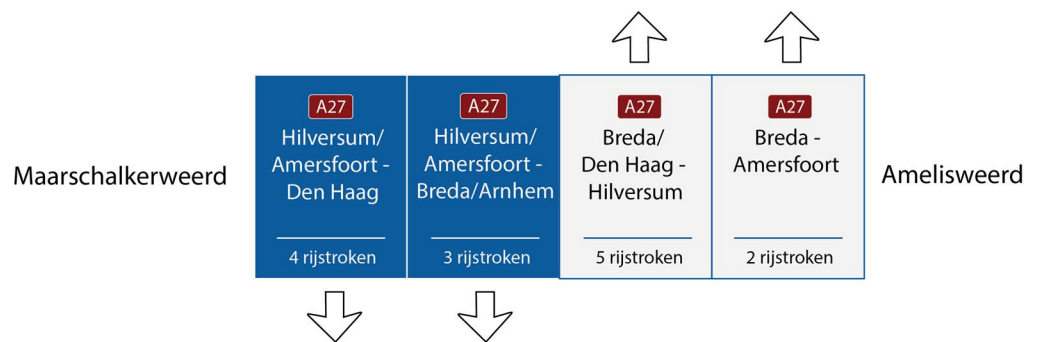 Maarschalkerweerd
A27
Hilversum/
Amersfoort -
Den Haag
4 rijstroken
A27
Hilversum/
Amersfoort -
Breda/Arnhem
3 rijstroken
A27
Breda/
Den Haag -
Hilversum
5 rijstroken
A27
Breda -
Amersfoort
2 rijstroken
Amelisweerd